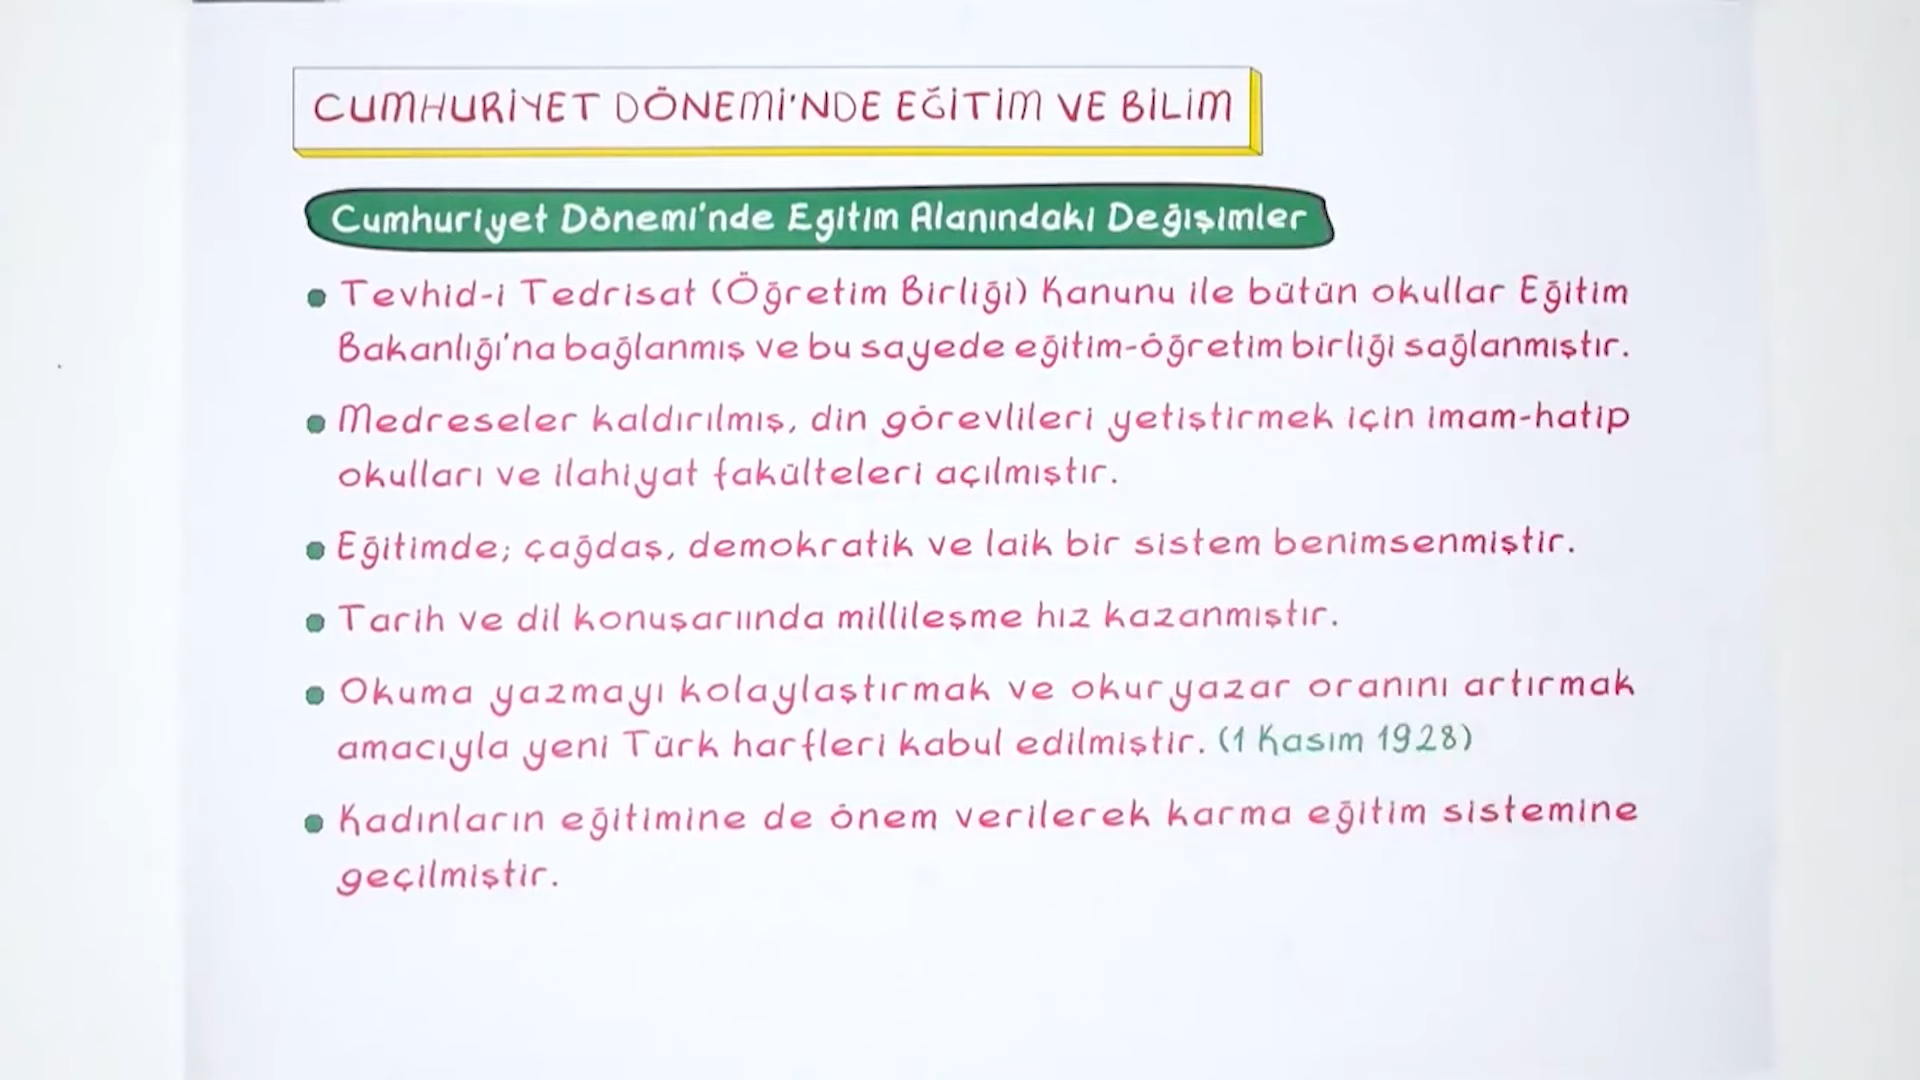 CUMHURİYET DÖNEMİ'NDE EĞİTİM VE BİLİM
Cumhuriyet Dönemi'nde Eğitim Alanındaki Değişimler
• Tevhid-i Tedrisat (Öğretim Birliği) Kanunu ile bütün okullar Eğitim
Bakanlığı'na bağlanmış ve bu sayede eğitim-öğretim birliği sağlanmıştır.
• Medreseler kaldırılmış, din görevlileri yetiştirmek için imam-hatip
okulları ve ilahiyat fakülteleri açılmıştır.
• Eğitimde; çağdaş, demokratik ve laik bir sistem benimsenmiştir.
• Tarih ve dil konuşarıında millileşme hız kazanmıştır.
• Okuma yazmayı kolaylaştırmak ve okur yazar oranını artırmak
amacıyla yeni Türk harfleri kabul edilmiştir. (1 Kasım 1928)
• Kadınların eğitimine de önem verilerek karma eğitim sistemine
geçilmiştir.